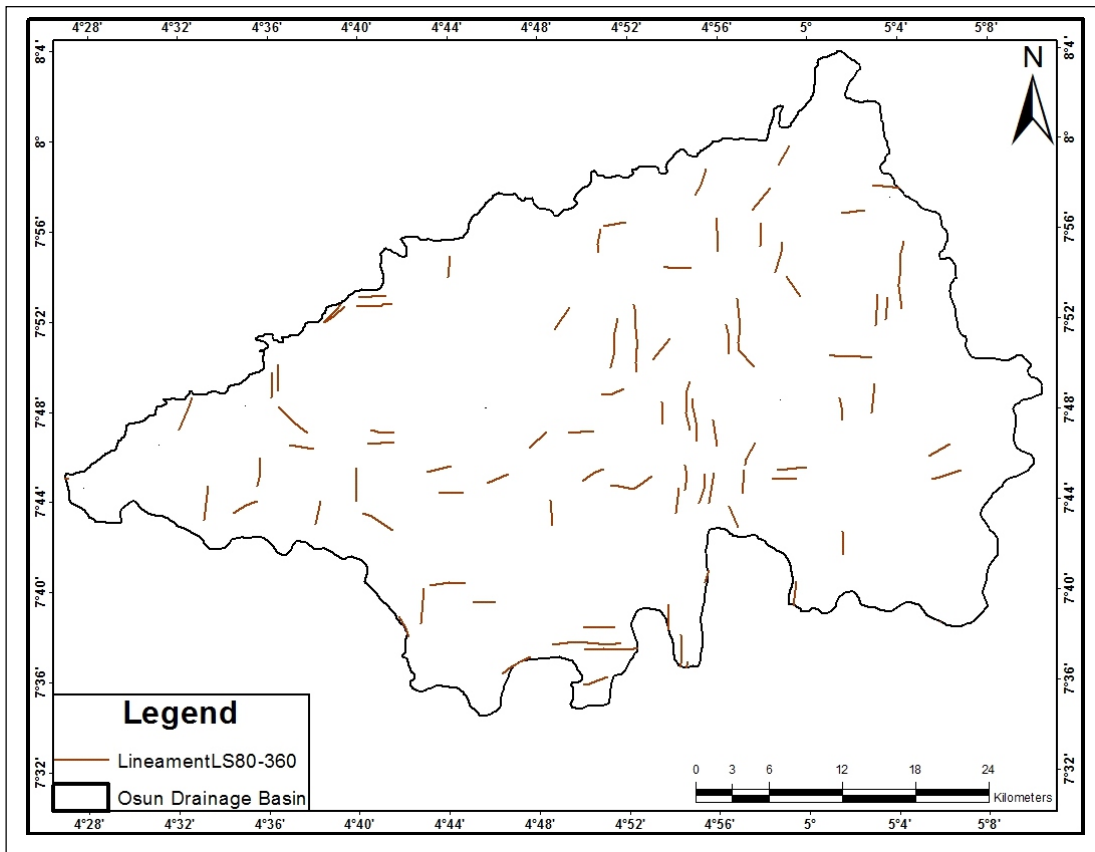 4°28' 4°32' 4°36' 4°40' 4°44' 4°48' 4°52' 4°56' 5°0' 5°4' 5°8'
8°4' 8°4'
N
8° 8°
7°56' 7°56'
7°52' 7°52'
7°48' 7°48'
7°44' 7°44'
7°40' 7°40'
7°36' 7°36'
Legend
LineamentLS80-360
7°32' 7°32'
0 3 6 12 18 24
Osun Drainage Basin
Kilometers
4°28' 4°32' 4°36' 4°40' 4°44' 4°48' 4°52' 4°56' 5° 5°4' 5°8'